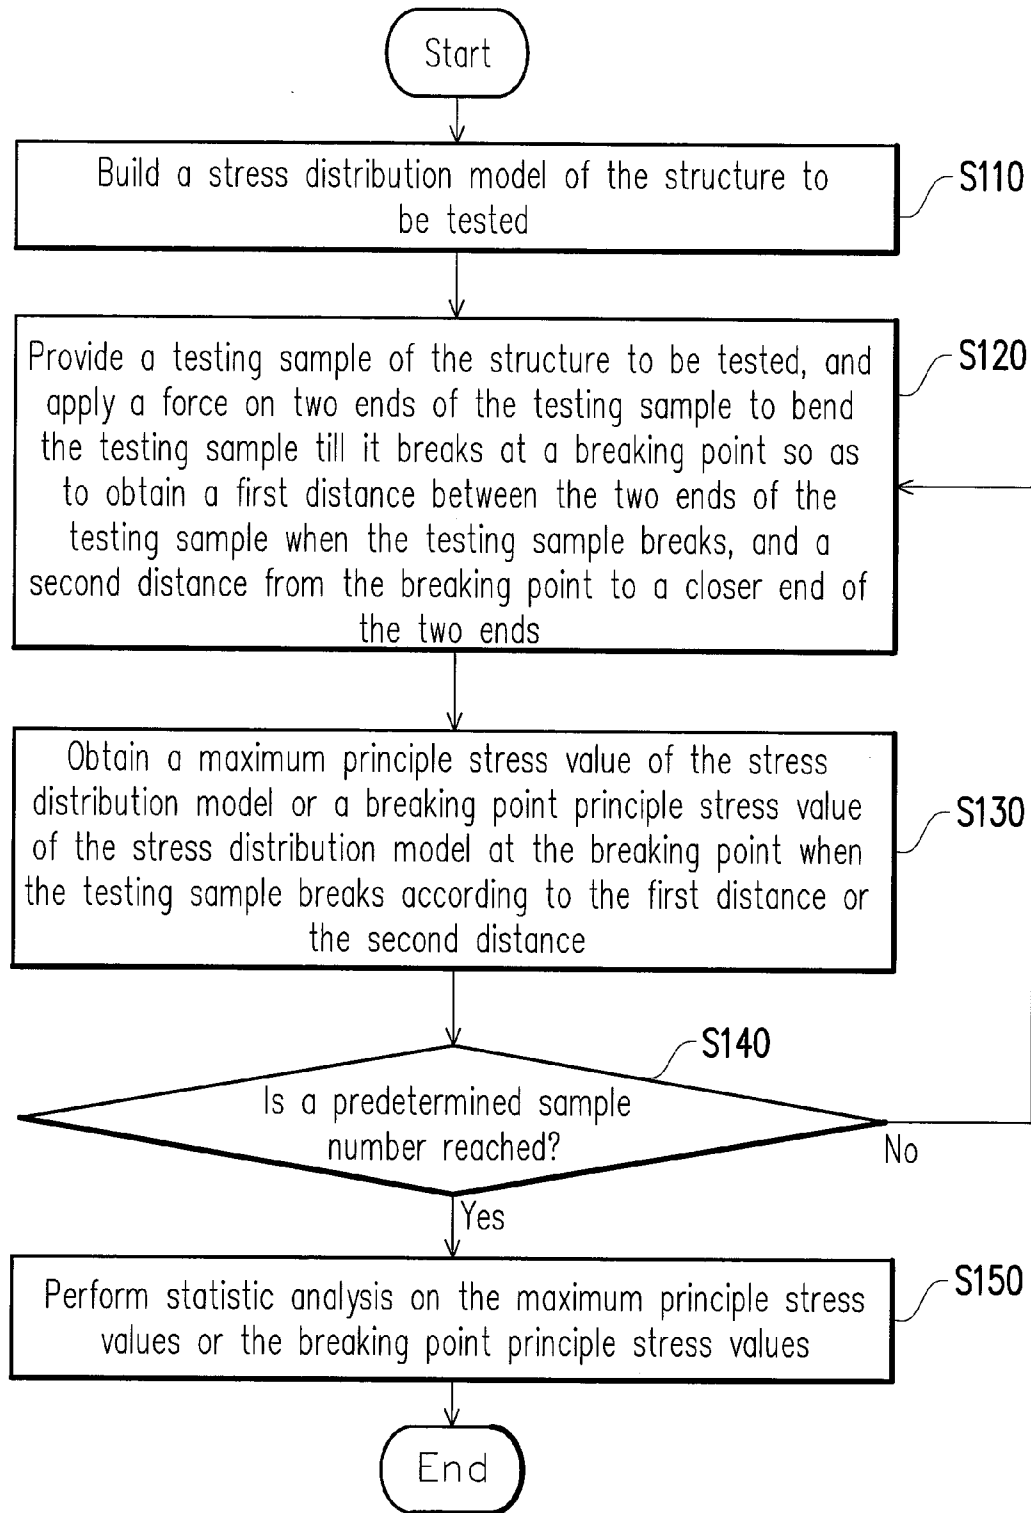 Start
Build a stress distribution model of the structure to
be tested
S110
Provide a testing sample of the structure to be tested, and
apply a force on two ends of the testing sample to bend
the testing sample till it breaks at a breaking point so as
to obtain a first distance between the two ends of the
testing sample when the testing sample breaks, and a
second distance from the breaking point to a closer end of
the two ends
S120
Obtain a maximum principle stress value of the stress
distribution model or a breaking point principle stress value
of the stress distribution model at the breaking point when
the testing sample breaks according to the first distance or
the second distance
S130
S140
Is a predetermined sample
number reached?
No
Yes
Perform statistic analysis on the maximum principle stress
values or the breaking point principle stress values
S150
End